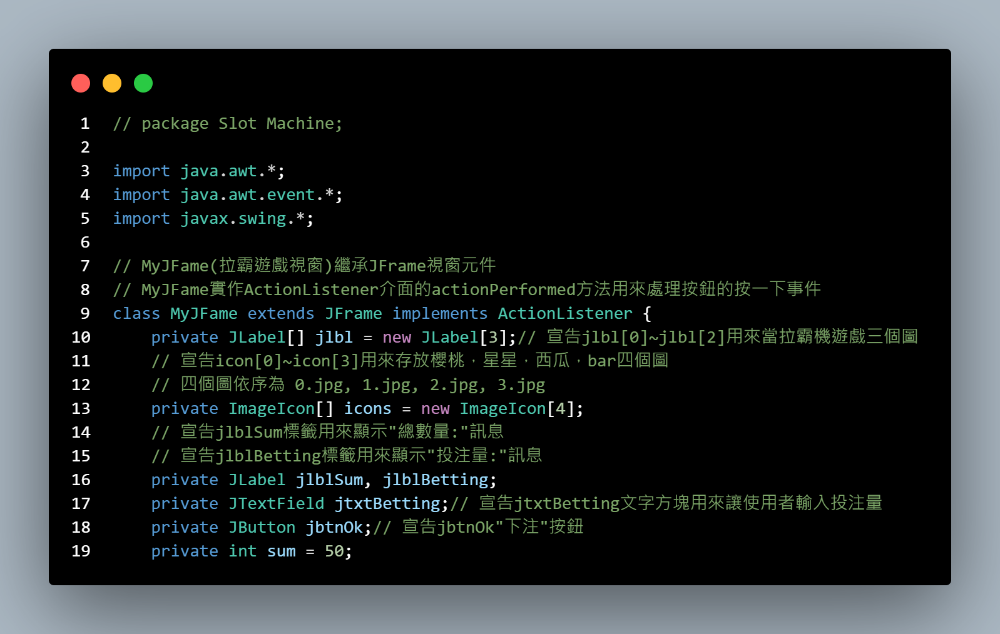 1 // package Slot Machine;
2
3 import java.awt.*;
4 import java.awt.event.*;
5 import javax.swing.*;
6
7 // MyJFame(拉霸遊戲視窗)繼承JFrame視窗元件
8 // MyJFame實作ActionListener介面的actionPerformed方法用來處理按鈕的按一下事件
9 class MyJFame extends JFrame implements ActionListener {
10     private JLabel[] jlbl = new JLabel[3];// 宣告jlbl[0]~jlbl[2]用來當拉霸機遊戲三個圖
11     // 宣告icon[0]~icon[3]用來存放櫻桃，星星，西瓜，bar四個圖
12     // 四個圖依序為 0.jpg, 1.jpg, 2.jpg, 3.jpg
13     private ImageIcon[] icons = new ImageIcon[4];
14     // 宣告jlblSum標籤用來顯示"總數量:"訊息
15     // 宣告jlblBetting標籤用來顯示"投注量:"訊息
16     private JLabel jlblSum, jlblBetting;
17     private JTextField jtxtBetting;// 宣告jtxtBetting文字方塊用來讓使用者輸入投注量
18     private JButton jbtnOk;// 宣告jbtnOk"下注"按鈕
19     private int sum = 50;